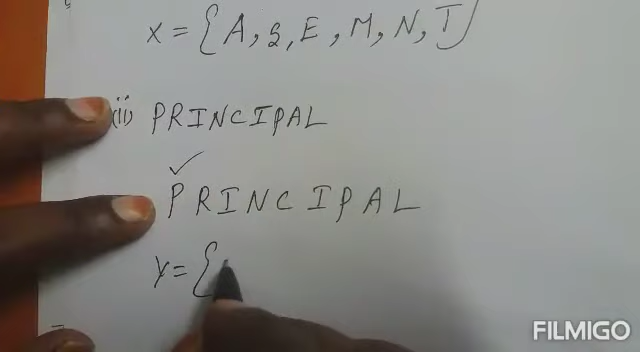 X = { A, S, E, M, N, T }
(ii) PRINCIPAL
✓
PRINCIPAL
Y = {
FILMIGO